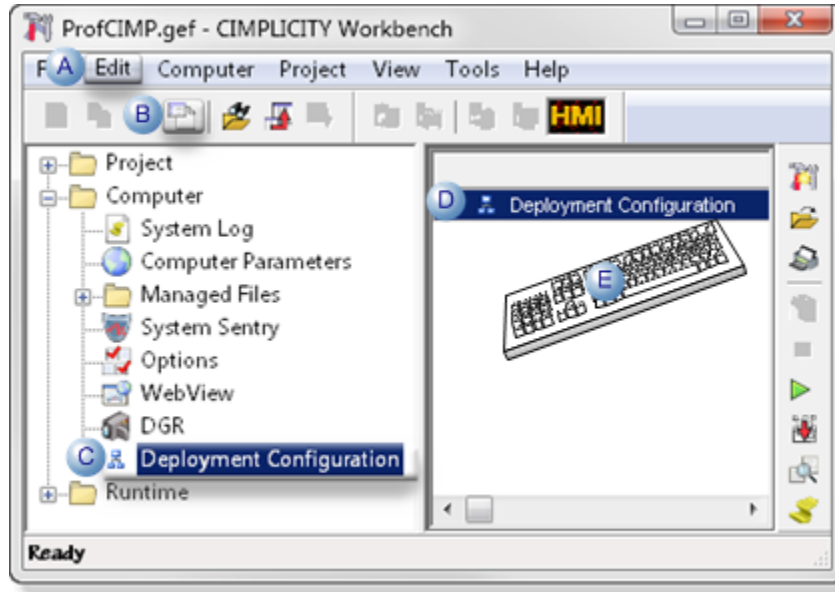 ProfCIMP.gef - CIMPLICITY Workbench
F A Edit Computer Project View Tools Help
B HMI
Project
Computer
System Log
Computer Parameters
Managed Files
System Sentry
Options
WebView
DGR
C Deployment Configuration
Runtime
D Deployment Configuration
E
Ready